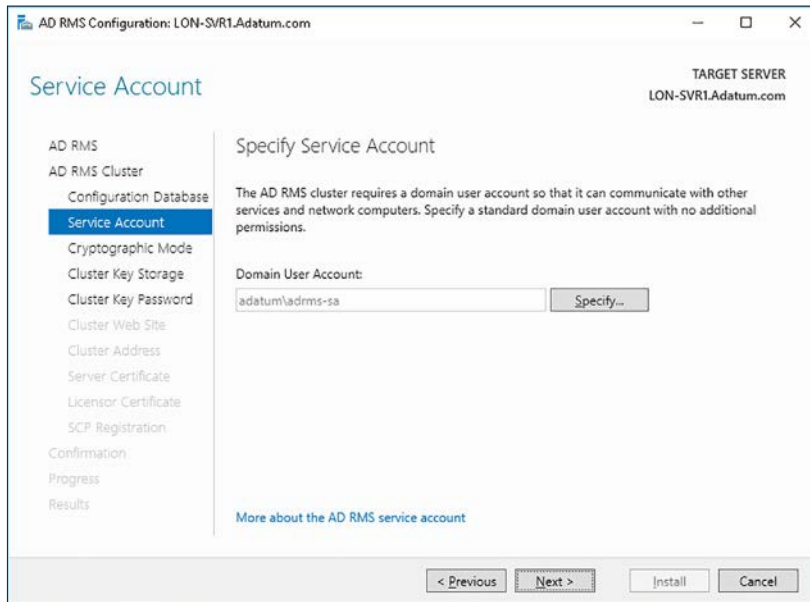 AD RMS Configuration: LON-SVR1.Adatum.com
Service Account
TARGET SERVER
LON-SVR1.Adatum.com
AD RMS
AD RMS Cluster
Configuration Database
Service Account
Cryptographic Mode
Cluster Key Storage
Cluster Key Password
Cluster Web Site
Cluster Address
Server Certificate
Licensor Certificate
SCP Registration
Confirmation
Progress
Results
Specify Service Account
The AD RMS cluster requires a domain user account so that it can communicate with other
services and network computers. Specify a standard domain user account with no additional
permissions.
Domain User Account:
adatum\adrms-sa
Specify...
More about the AD RMS service account
< Previous
Next >
Install
Cancel